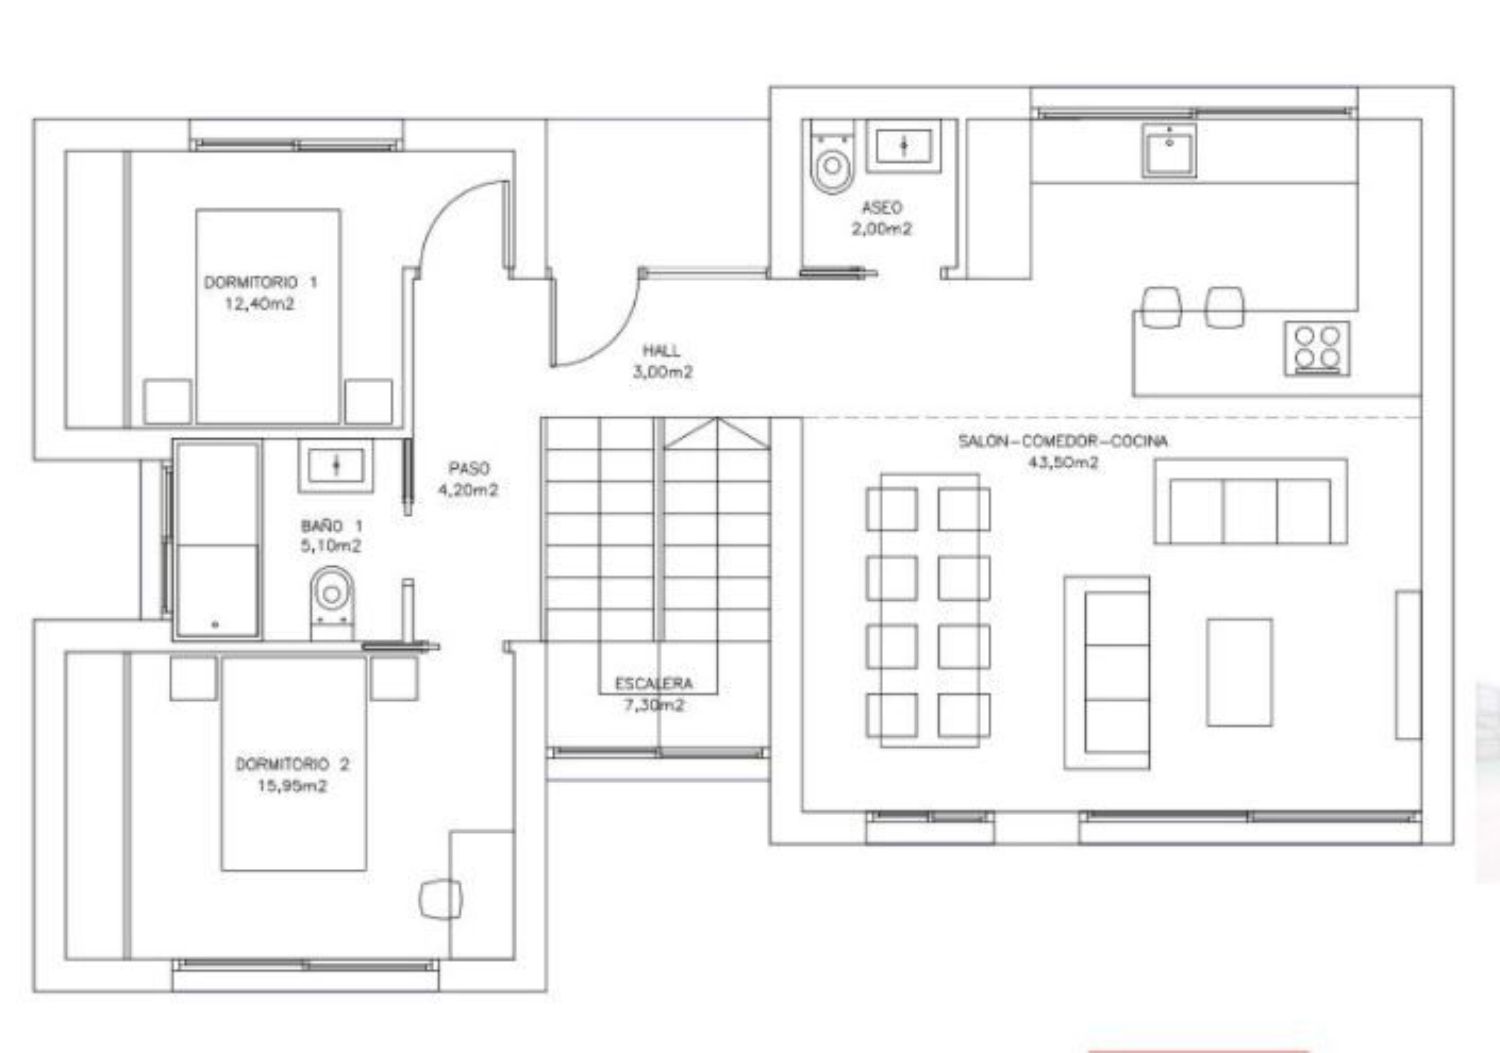 ASEO
2,00m2
DORMITORIO 1
12,40m2
HALL
3,00m2
SALON-COMEDOR-COCINA
43,50m2
PASO
4,20m2
BAÑO 1
5,10m2
ESCALERA
7,30m2
DORMITORIO 2
15,95m2